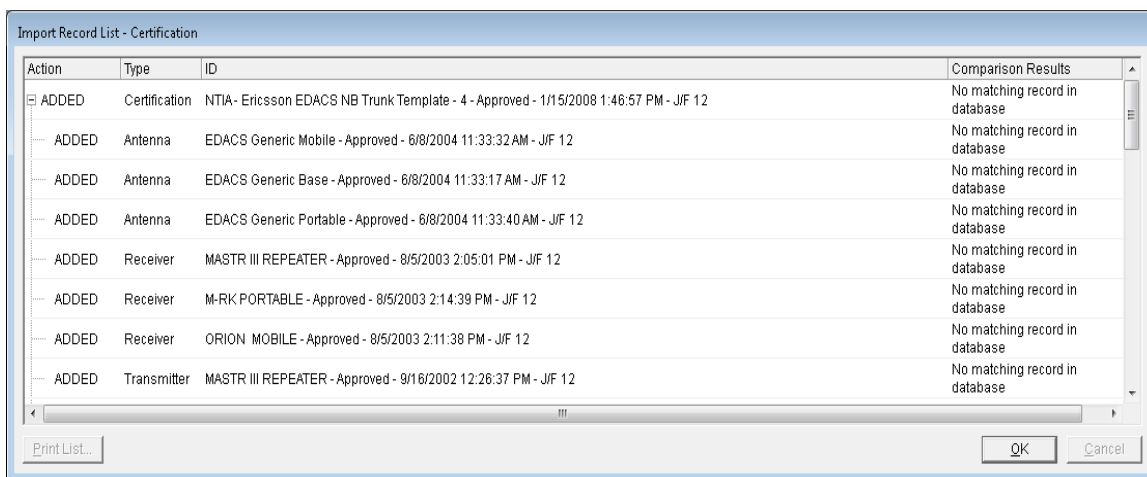 Import Record List - Certification
Action Type ID Comparison Results
ADDED Certification NTIA- Ericsson EDACS NB Trunk Template - 4 - Approved - 1/15/2008 1:46:57 PM - J/F 12 No matching record in
database
ADDED Antenna EDACS Generic Mobile - Approved - 6/8/2004 11:33:32 AM - J/F 12 No matching record in
database
ADDED Antenna EDACS Generic Base - Approved - 6/8/2004 11:33:17 AM - J/F 12 No matching record in
database
ADDED Antenna EDACS Generic Portable - Approved - 6/8/2004 11:33:40 AM - J/F 12 No matching record in
database
ADDED Receiver MASTR III REPEATER - Approved - 8/5/2003 2:05:01 PM - J/F 12 No matching record in
database
ADDED Receiver M-RK PORTABLE - Approved - 8/5/2003 2:14:39 PM - J/F 12 No matching record in
database
ADDED Receiver ORION  MOBILE - Approved - 8/5/2003 2:11:38 PM - J/F 12 No matching record in
database
ADDED Transmitter MASTR III REPEATER - Approved - 9/16/2002 12:26:37 PM - J/F 12 No matching record in
database
Print List... OK Cancel